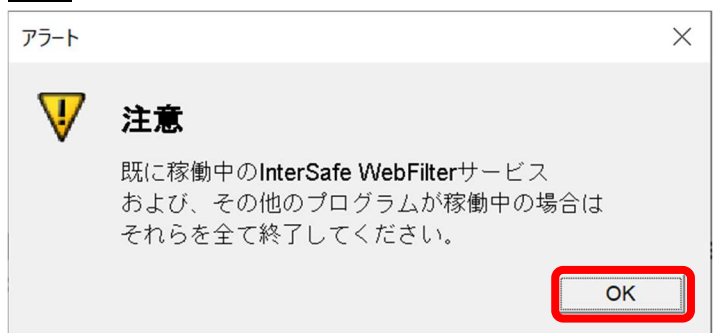 アラート
注意
既に稼働中のInterSafe WebFilterサービス
および、その他のプログラムが稼働中の場合は
それらを全て終了してください。
OK